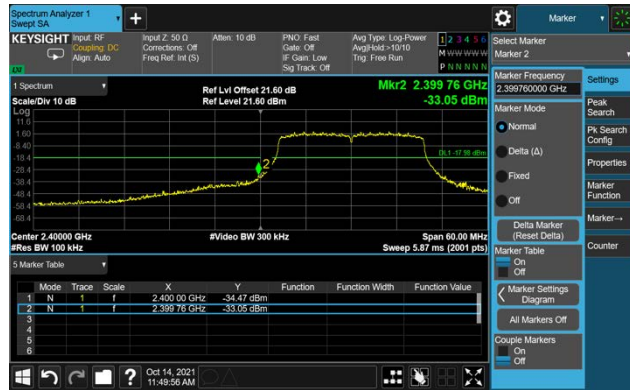 Spectrum Analyzer 1
Swept SA
Marker
KEYSIGHT
Input: RF
Coupling: DC
Align: Auto
Input Z: 50 Ω
Corrections: Off
Freq Ref: Int (S)
Atten: 10 dB
PNO: Fast
Gate: Off
IF Gain: Low
Sig Track: Off
Avg Type: Log-Power
Avg|Hold:>10/10
Trig: Free Run
1 2 3 4 5 6
M W W W W W
P N N N N N
LXI
Select Marker
Marker 2
1 Spectrum
Scale/Div 10 dB
Log
Ref Lvl Offset 21.60 dB
Ref Level 21.60 dBm
Mkr2 2.399 76 GHz
-33.05 dBm
11.6
1.60
-8.40
-18.4
-28.4
-38.4
-48.4
-58.4
-68.4
2
DL1 -17.98 dBm
Center 2.40000 GHz
#Res BW 100 kHz
#Video BW 300 kHz
Span 60.00 MHz
Sweep 5.87 ms (2001 pts)
5 Marker Table
Mode Trace Scale X Y Function Function Width Function Value
1 N 1 f 2.400 00 GHz -34.47 dBm
2 N 1 f 2.399 76 GHz -33.05 dBm
3
4
5
6
Marker Frequency
2.399760000 GHz
Marker Mode
Normal
Delta (Δ)
Fixed
Off
Delta Marker
(Reset Delta)
Marker Table
On
Off
Marker Settings
Diagram
All Markers Off
Couple Markers
On
Off
Settings
Peak
Search
Pk Search
Config
Properties
Marker
Function
Marker→
Counter
?
Oct 14, 2021
11:49:56 AM